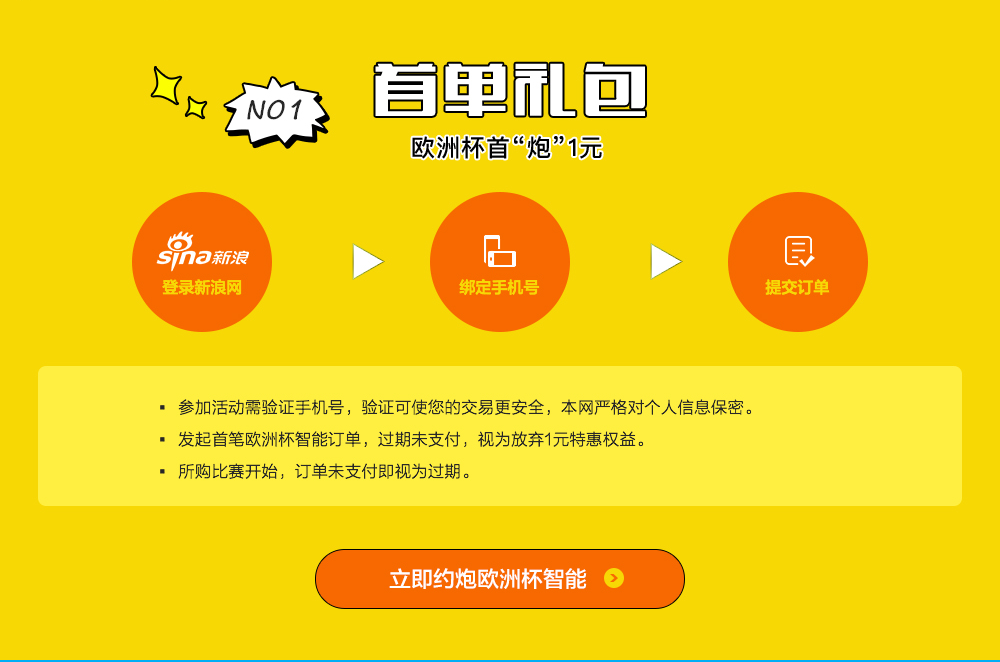 NO1
首单礼包
欧洲杯首“炮”1元
sina新浪
登录新浪网
绑定手机号
提交订单
▪ 参加活动需验证手机号，验证可使您的交易更安全，本网严格对个人信息保密。
▪ 发起首笔欧洲杯智能订单，过期未支付，视为放弃1元特惠权益。
▪ 所购比赛开始，订单未支付即视为过期。
立即约炮欧洲杯智能